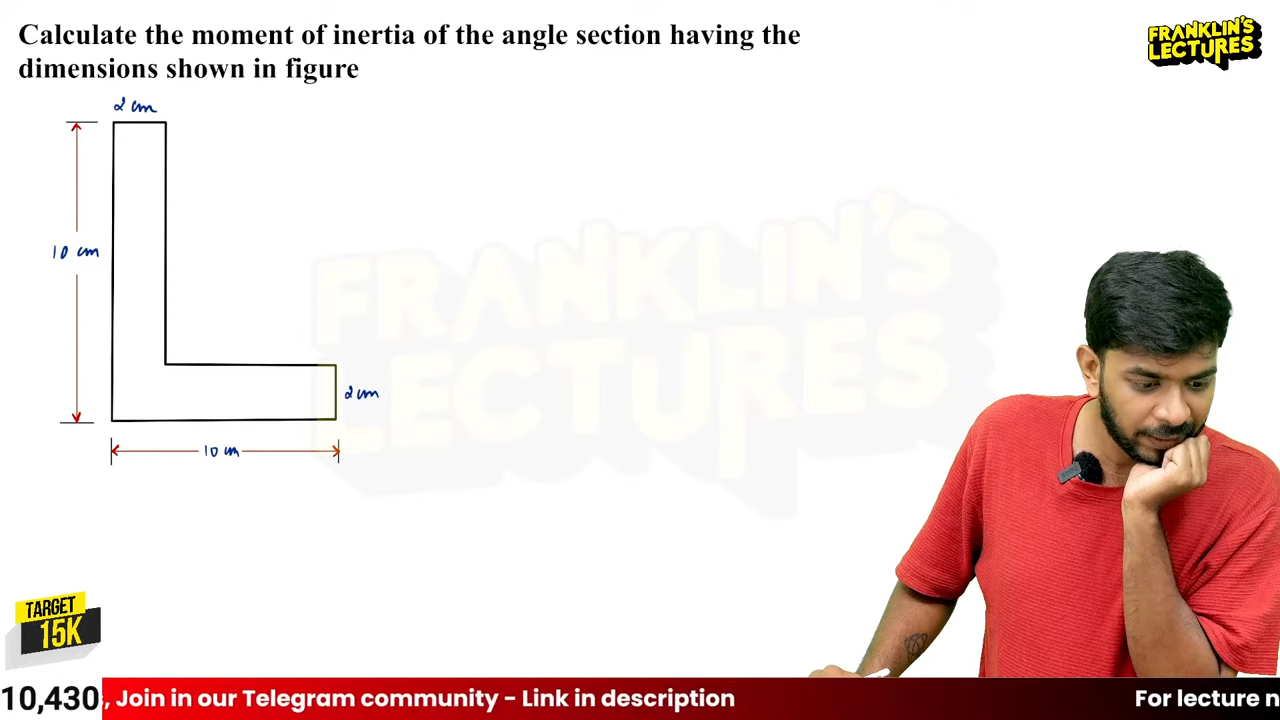 Calculate the moment of inertia of the angle section having the
dimensions shown in figure
FRANKLIN'S
LECTURES
2 cm
10 cm
2 cm
10 cm
FRANKLIN'S
LECTURES
TARGET
15K
10,430
, Join in our Telegram community - Link in description
For lecture n